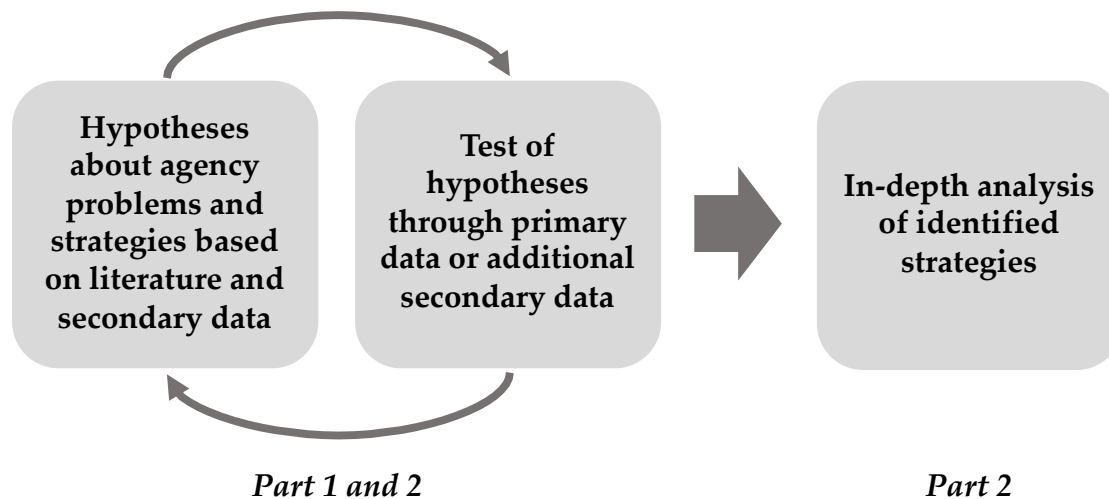 Hypotheses
about agency
problems and
strategies based
on literature and
secondary data
Test of
hypotheses
through primary
data or additional
secondary data
In-depth analysis
of identified
strategies
Part 1 and 2
Part 2